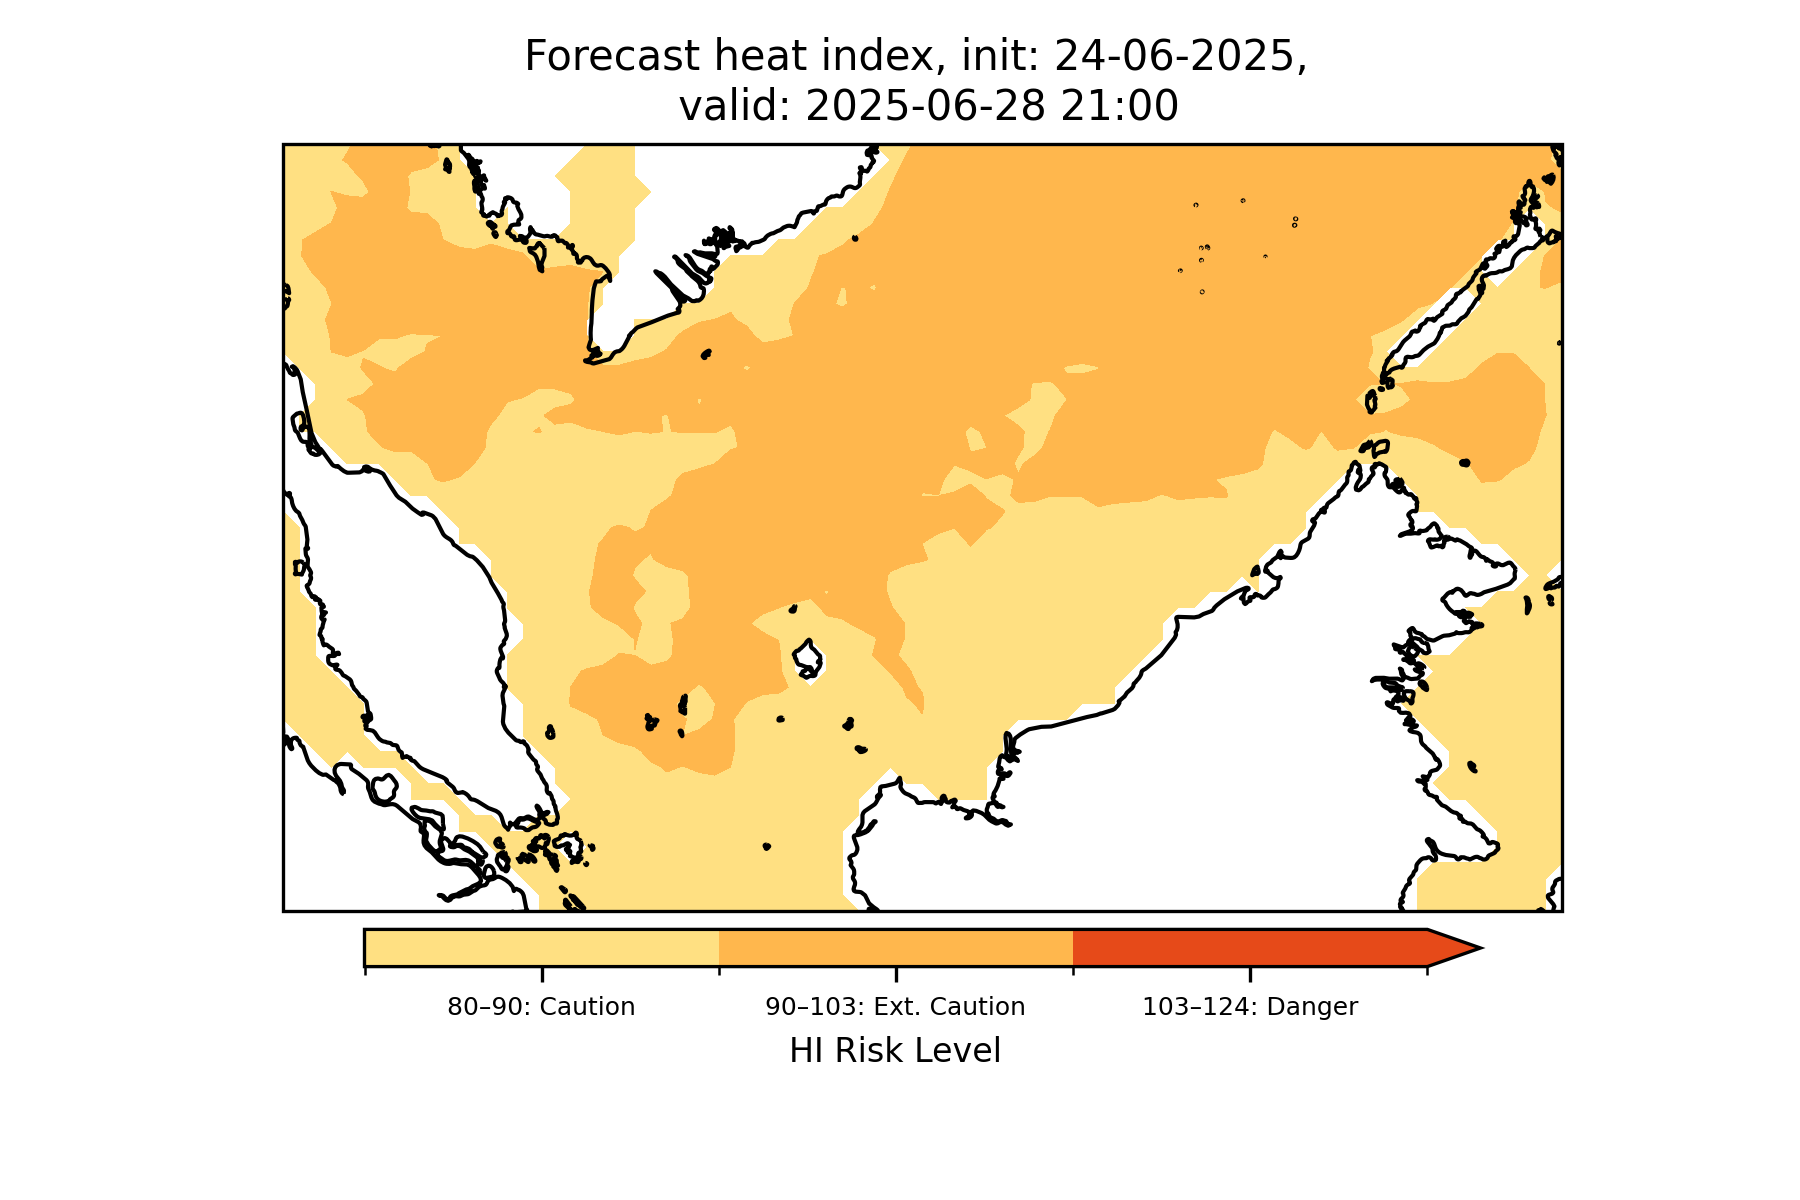 Forecast heat index, init: 24-06-2025,
valid: 2025-06-28 21:00
80–90: Caution
90–103: Ext. Caution
103–124: Danger
HI Risk Level